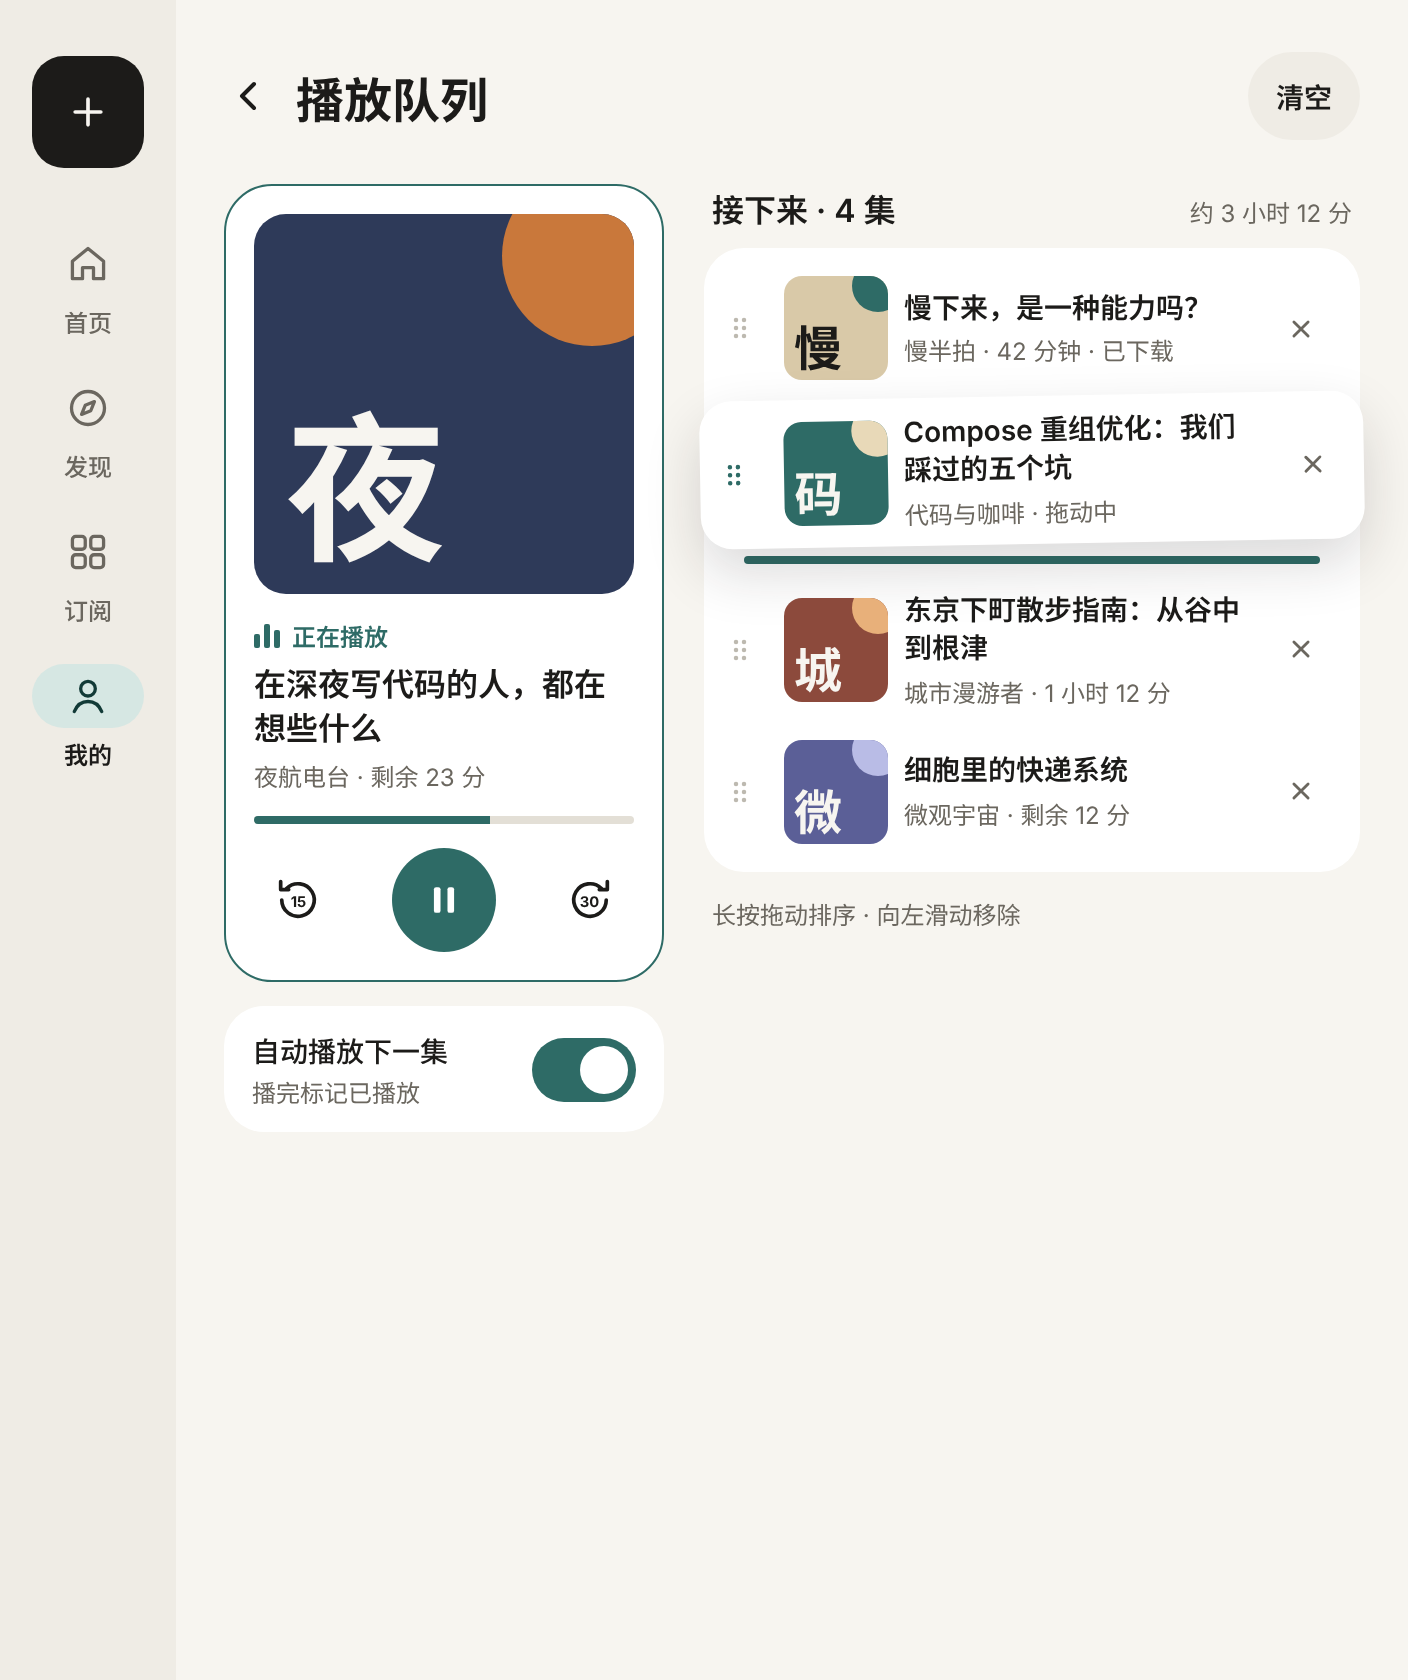 首页
发现
订阅
我的
播放队列
清空
夜
正在播放
在深夜写代码的人，都在
想些什么
夜航电台 · 剩余 23 分
15
30
自动播放下一集
播完标记已播放
接下来 · 4 集
约 3 小时 12 分
慢
慢下来，是一种能力吗？
慢半拍 · 42 分钟 · 已下载
码
Compose 重组优化：我们
踩过的五个坑
代码与咖啡 · 拖动中
城
东京下町散步指南：从谷中
到根津
城市漫游者 · 1 小时 12 分
微
细胞里的快递系统
微观宇宙 · 剩余 12 分
长按拖动排序 · 向左滑动移除